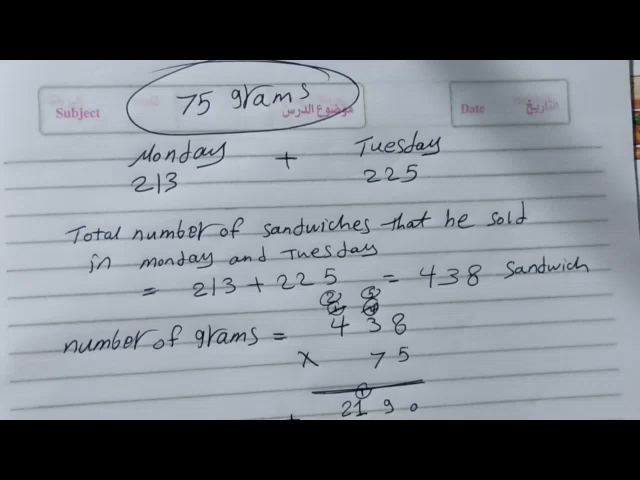 75 grams
Subject موضوع الدرس Date التاريخ
Monday + Tuesday
213 225
Total number of sandwiches that he sold
in monday and Tuesday
= 213 + 225 = 438 Sandwich
number of grams = 438
x 75
2190
+